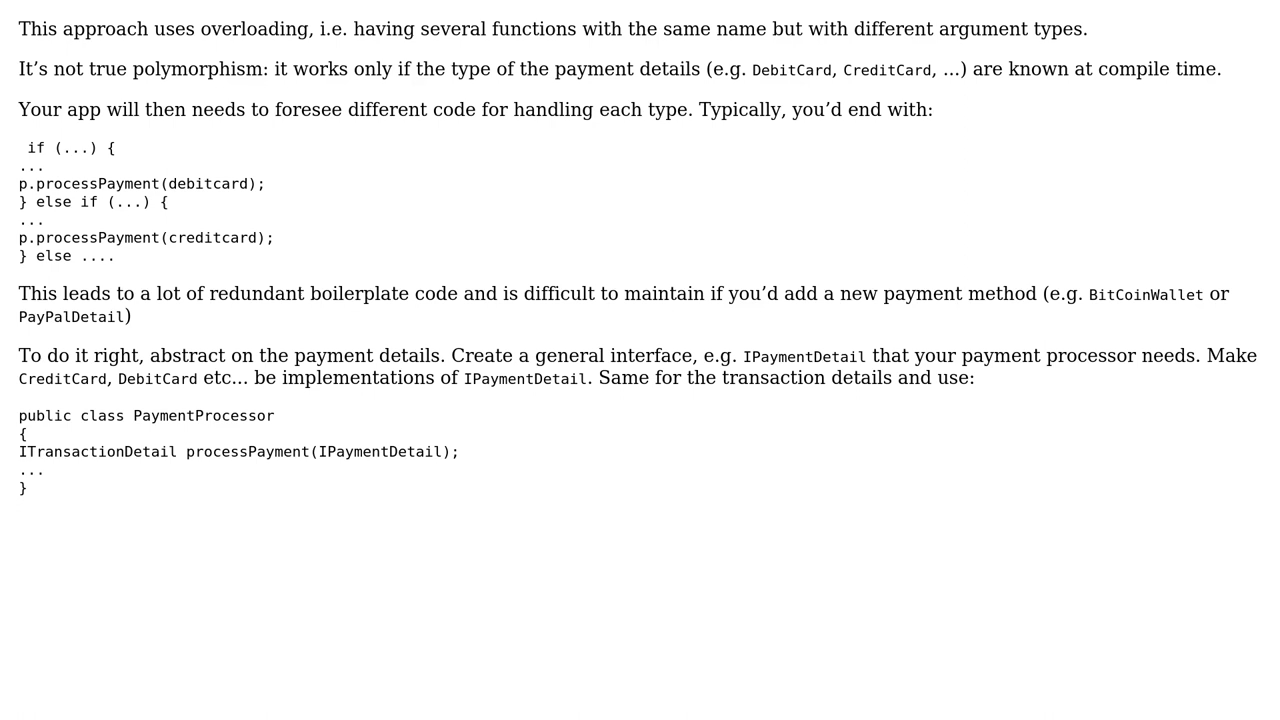 This approach uses overloading, i.e. having several functions with the same name but with different argument types.
It’s not true polymorphism: it works only if the type of the payment details (e.g. DebitCard, CreditCard, ...) are known at compile time.
Your app will then needs to foresee different code for handling each type. Typically, you’d end with:
if (...) {
...
p.processPayment(debitcard);
} else if (...) {
...
p.processPayment(creditcard);
} else ....
This leads to a lot of redundant boilerplate code and is difficult to maintain if you’d add a new payment method (e.g. BitCoinWallet or
PayPalDetail)
To do it right, abstract on the payment details. Create a general interface, e.g. IPaymentDetail that your payment processor needs. Make
CreditCard, DebitCard etc... be implementations of IPaymentDetail. Same for the transaction details and use:
public class PaymentProcessor
{
ITransactionDetail processPayment(IPaymentDetail);
...
}